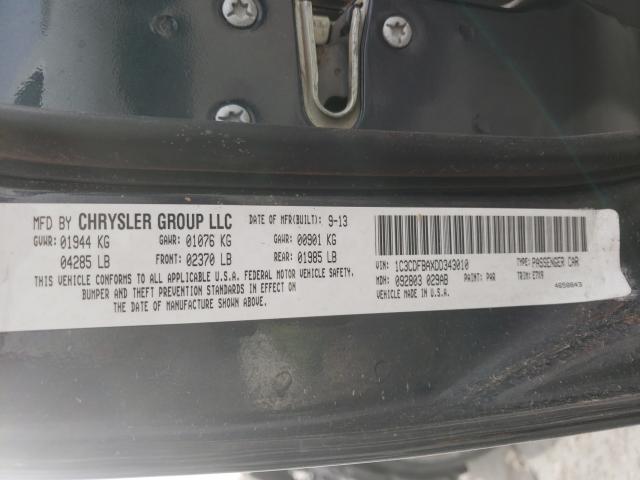 MFD BY CHRYSLER GROUP LLC DATE OF MFR(BUILT): 9-13
GVWR: 01944 KG GAWR: 01076 KG GAWR: 00901 KG
04285 LB FRONT: 02370 LB REAR: 01985 LB
THIS VEHICLE CONFORMS TO ALL APPLICABLE U.S.A. FEDERAL MOTOR VEHICLE SAFETY,
BUMPER AND THEFT PREVENTION STANDARDS IN EFFECT ON
THE DATE OF MANUFACTURE SHOWN ABOVE.
VIN: 1C3CDFBAXDD343010 TYPE: PASSENGER CAR
MDH: 092803 029AB PAINT: PAR TRIM: E7X9
VEHICLE MADE IN U.S.A. 4658843